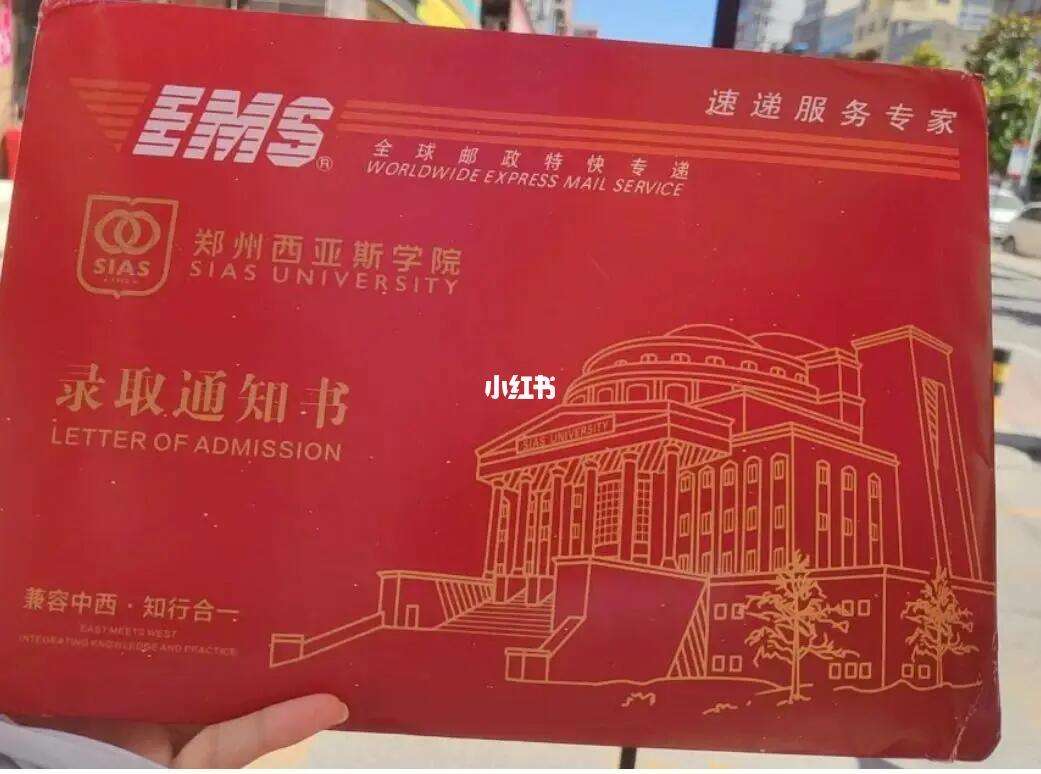 EMS®
速递服务专家
全球邮政特快专递
WORLDWIDE EXPRESS MAIL SERVICE
SIAS
郑州西亚斯学院
SIAS UNIVERSITY
录取通知书
LETTER OF ADMISSION
小红书
SIAS UNIVERSITY
兼容中西·知行合一
EAST MEETS WEST
INTEGRATING KNOWLEDGE AND PRACTICE